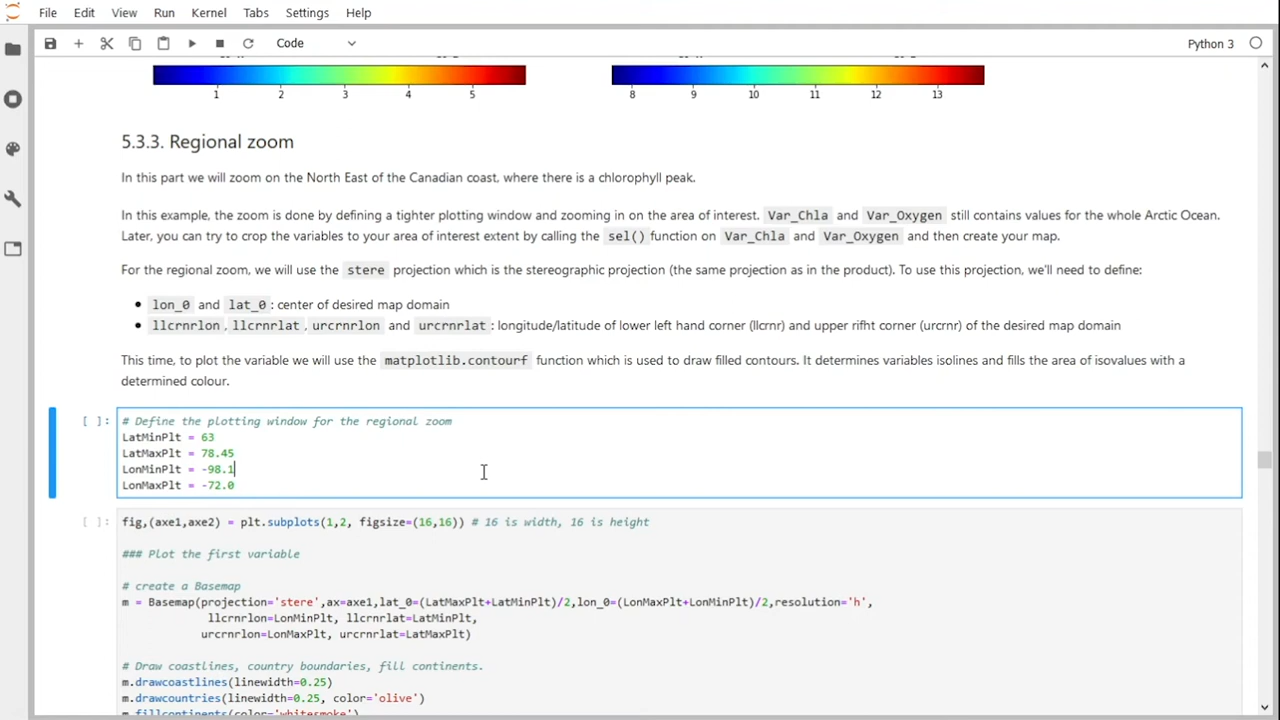 File Edit View Run Kernel Tabs Settings Help
Code
Python 3
1 2 3 4 5
8 9 10 11 12 13
5.3.3. Regional zoom
In this part we will zoom on the North East of the Canadian coast, where there is a chlorophyll peak.
In this example, the zoom is done by defining a tighter plotting window and zooming in on the area of interest. Var_Chla and Var_Oxygen still contains values for the whole Arctic Ocean.
Later, you can try to crop the variables to your area of interest extent by calling the sel() function on Var_Chla and Var_Oxygen and then create your map.
For the regional zoom, we will use the stere projection which is the stereographic projection (the same projection as in the product). To use this projection, we'll need to define:
• lon_0 and lat_0 : center of desired map domain
• llcrnrlon , llcrnrlat , urcrnrlon and urcrnrlat : longitude/latitude of lower left hand corner (llcrnr) and upper rifht corner (urcrnr) of the desired map domain
This time, to plot the variable we will use the matplotlib.contourf function which is used to draw filled contours. It determines variables isolines and fills the area of isovalues with a
determined colour.
[ ]: # Define the plotting window for the regional zoom
LatMinPlt = 63
LatMaxPlt = 78.45
LonMinPlt = -98.1
LonMaxPlt = -72.0
[ ]: fig,(axe1,axe2) = plt.subplots(1,2, figsize=(16,16)) # 16 is width, 16 is height
### Plot the first variable
# create a Basemap
m = Basemap(projection='stere',ax=axe1,lat_0=(LatMaxPlt+LatMinPlt)/2,lon_0=(LonMaxPlt+LonMinPlt)/2,resolution='h',
llcrnrlon=LonMinPlt, llcrnrlat=LatMinPlt,
urcrnrlon=LonMaxPlt, urcrnrlat=LatMaxPlt)
# Draw coastlines, country boundaries, fill continents.
m.drawcoastlines(linewidth=0.25)
m.drawcountries(linewidth=0.25, color='olive')
m.fillcontinents(color='whitesmoke')